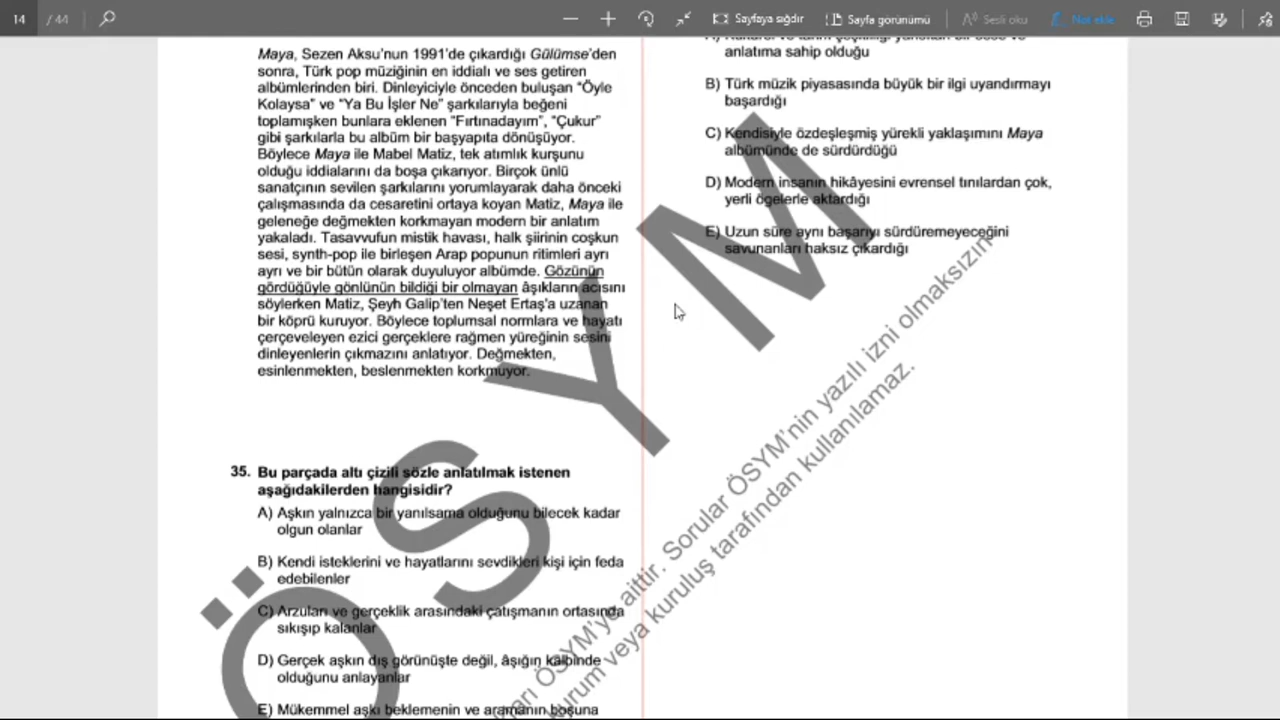 14 / 44 Sayfaya sığdır Sayfa görünümü Sesli oku Not ekle
Maya, Sezen Aksu'nun 1991'de çıkardığı Gülümse'den
sonra, Türk pop müziğinin en iddialı ve ses getiren
albümlerinden biri. Dinleyiciyle önceden buluşan "Öyle
Kolaysa" ve "Ya Bu İşler Ne" şarkılarıyla beğeni
toplamışken bunlara eklenen "Fırtınadayım", "Çukur"
gibi şarkılarla bu albüm bir başyapıta dönüşüyor.
Böylece Maya ile Mabel Matiz, tek atımlık kurşunu
olduğu iddialarını da boşa çıkarıyor. Birçok ünlü
sanatçının sevilen şarkılarını yorumlayarak daha önceki
çalışmasında da cesaretini ortaya koyan Matiz, Maya ile
geleneğe değmekten korkmayan modern bir anlatım
yakaladı. Tasavvufun mistik havası, halk şiirinin coşkun
sesi, synth-pop ile birleşen Arap popunun ritimleri ayrı
ayrı ve bir bütün olarak duyuluyor albümde. Gözünün
gördüğüyle gönlünün bildiği bir olmayan âşıkların acısını
söylerken Matiz, Şeyh Galip'ten Neşet Ertaş'a uzanan
bir köprü kuruyor. Böylece toplumsal normlara ve hayatı
çerçeveleyen ezici gerçeklere rağmen yüreğinin sesini
dinleyenlerin çıkmazını anlatıyor. Değmekten,
esinlenmekten, beslenmekten korkmuyor.
35. Bu parçada altı çizili sözle anlatılmak istenen
aşağıdakilerden hangisidir?
A) Aşkın yalnızca bir yanılsama olduğunu bilecek kadar
olgun olanlar
B) Kendi isteklerini ve hayatlarını sevdikleri kişi için feda
edebilenler
C) Arzuları ve gerçeklik arasındaki çatışmanın ortasında
sıkışıp kalanlar
D) Gerçek aşkın dış görünüşte değil, âşığın kalbinde
olduğunu anlayanlar
E) Mükemmel aşkı beklemenin ve aramanın boşuna
anlatıma sahip olduğu
B) Türk müzik piyasasında büyük bir ilgi uyandırmayı
başardığı
C) Kendisiyle özdeşleşmiş yürekli yaklaşımını Maya
albümünde de sürdürdüğü
D) Modern insanın hikâyesini evrensel tınılardan çok,
yerli ögelerle aktardığı
E) Uzun süre aynı başarıyı sürdüremeyeceğini
savunanları haksız çıkardığı
ÖSYM
ÖSYM'ye aittir. Sorular ÖSYM'nin yazılı izni olmaksızın
kurum veya kuruluş tarafından kullanılamaz.